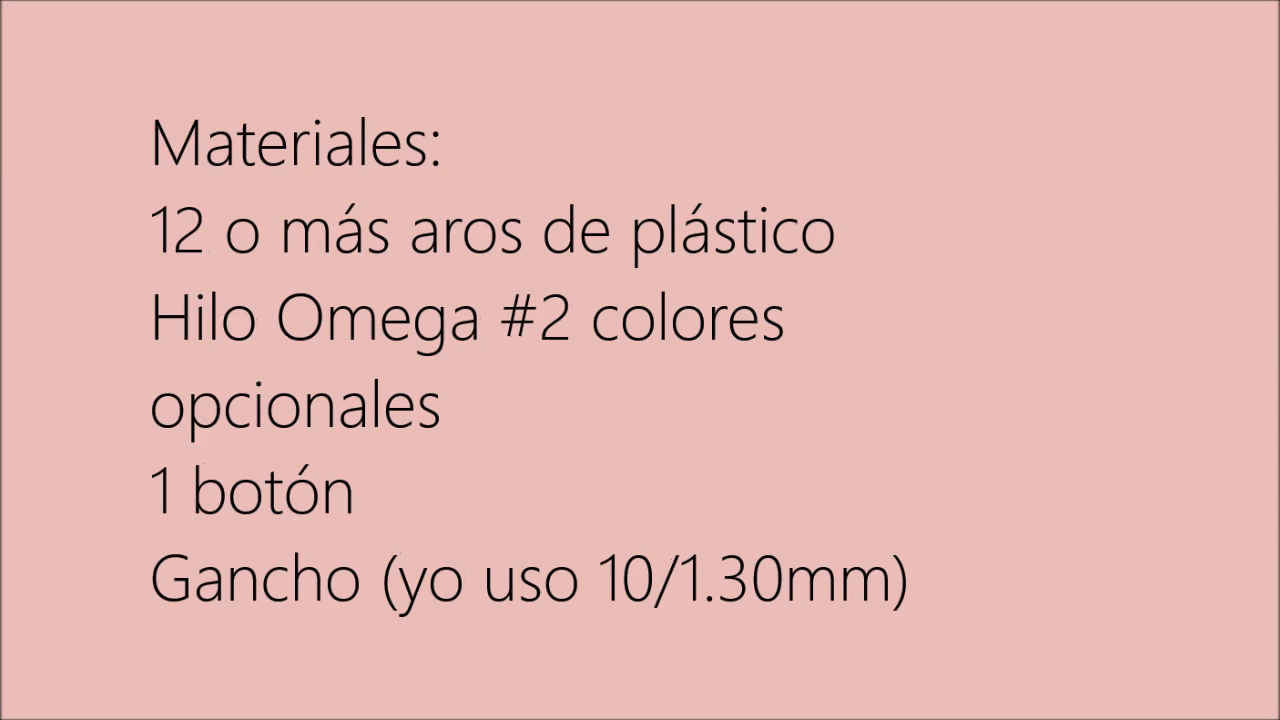 Materiales:
12 o más aros de plástico
Hilo Omega #2 colores
opcionales
1 botón
Gancho (yo uso 10/1.30mm)